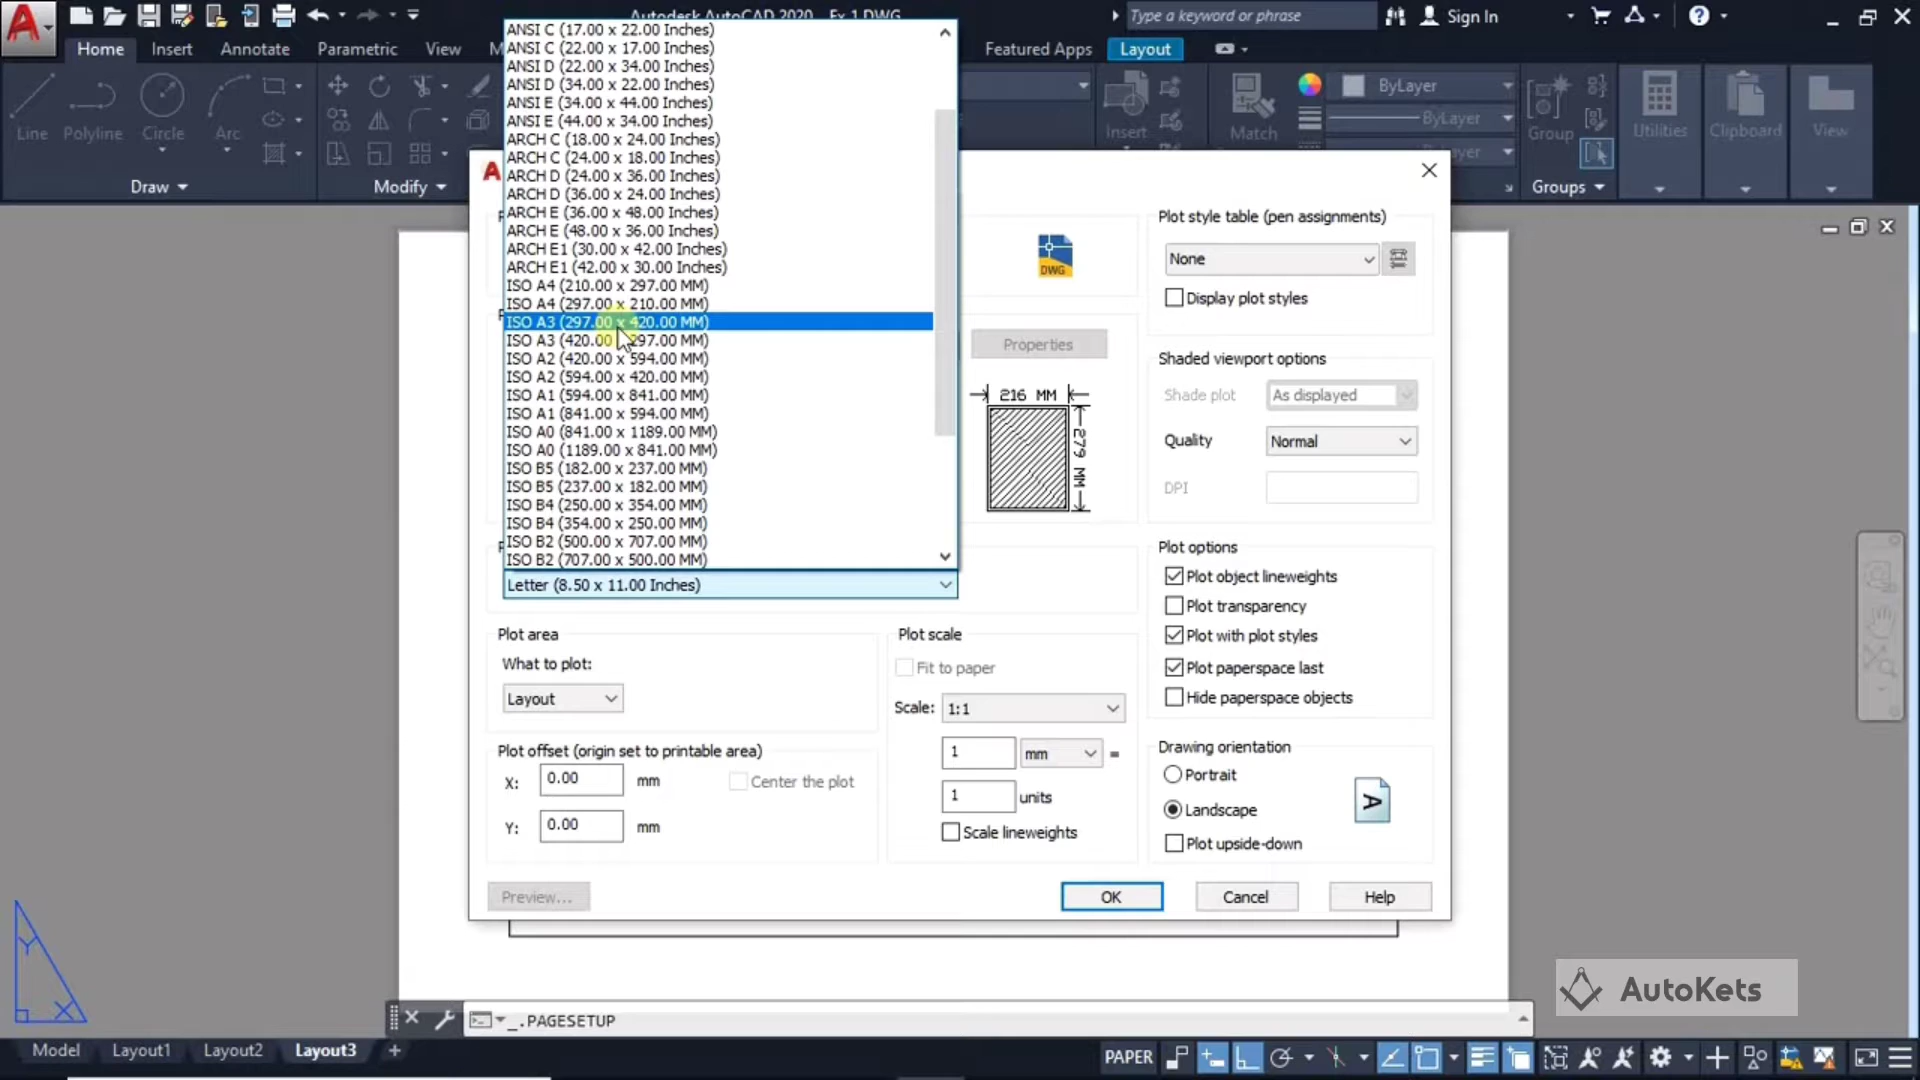 Autodesk AutoCAD 2020 Ex 1.DWG
Type a keyword or phrase
Sign In
Home
Insert
Annotate
Parametric
View
Featured Apps
Layout
Line
Polyline
Circle
Arc
Draw
Modify
Insert
Match
ByLayer
ByLayer
Group
Groups
Utilities
Clipboard
View
ANSI C (17.00 x 22.00 Inches)
ANSI C (22.00 x 17.00 Inches)
ANSI D (22.00 x 34.00 Inches)
ANSI D (34.00 x 22.00 Inches)
ANSI E (34.00 x 44.00 Inches)
ANSI E (44.00 x 34.00 Inches)
ARCH C (18.00 x 24.00 Inches)
ARCH C (24.00 x 18.00 Inches)
ARCH D (24.00 x 36.00 Inches)
ARCH D (36.00 x 24.00 Inches)
ARCH E (36.00 x 48.00 Inches)
ARCH E (48.00 x 36.00 Inches)
ARCH E1 (30.00 x 42.00 Inches)
ARCH E1 (42.00 x 30.00 Inches)
ISO A4 (210.00 x 297.00 MM)
ISO A4 (297.00 x 210.00 MM)
ISO A3 (297.00 x 420.00 MM)
ISO A3 (420.00 x 297.00 MM)
ISO A2 (420.00 x 594.00 MM)
ISO A2 (594.00 x 420.00 MM)
ISO A1 (594.00 x 841.00 MM)
ISO A1 (841.00 x 594.00 MM)
ISO A0 (841.00 x 1189.00 MM)
ISO A0 (1189.00 x 841.00 MM)
ISO B5 (182.00 x 237.00 MM)
ISO B5 (237.00 x 182.00 MM)
ISO B4 (250.00 x 354.00 MM)
ISO B4 (354.00 x 250.00 MM)
ISO B2 (500.00 x 707.00 MM)
ISO B2 (707.00 x 500.00 MM)
Letter (8.50 x 11.00 Inches)
DWG
Properties
216 MM
279 MM
Plot style table (pen assignments)
None
Display plot styles
Shaded viewport options
Shade plot As displayed
Quality Normal
DPI
Plot options
Plot object lineweights
Plot transparency
Plot with plot styles
Plot paperspace last
Hide paperspace objects
Plot area
What to plot:
Layout
Plot scale
Fit to paper
Scale: 1:1
1 mm =
1 units
Scale lineweights
Plot offset (origin set to printable area)
X: 0.00 mm
Center the plot
Y: 0.00 mm
Drawing orientation
Portrait
Landscape
A
Plot upside-down
Preview...
OK
Cancel
Help
Y
X
AutoKets
_.PAGESETUP
Model
Layout1
Layout2
Layout3
PAPER